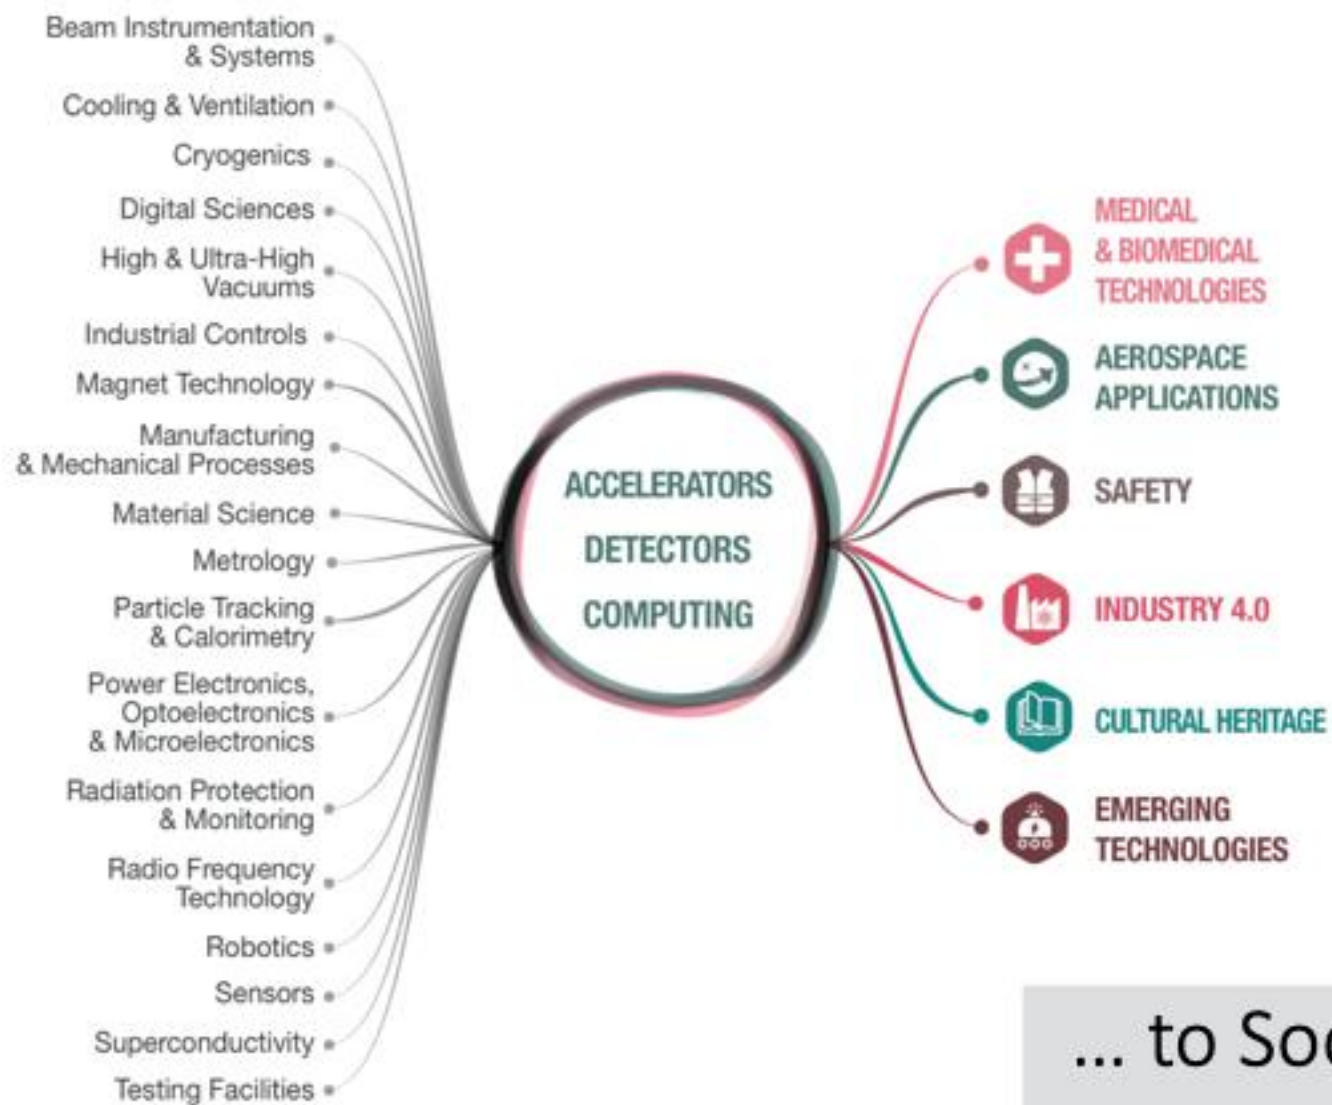 Beam Instrumentation
& Systems
Cooling & Ventilation
Cryogenics
Digital Sciences
High & Ultra-High
Vacuums
Industrial Controls
Magnet Technology
Manufacturing
& Mechanical Processes
Material Science
Metrology
Particle Tracking
& Calorimetry
Power Electronics,
Optoelectronics
& Microelectronics
Radiation Protection
& Monitoring
Radio Frequency
Technology
Robotics
Sensors
Superconductivity
Testing Facilities
ACCELERATORS
DETECTORS
COMPUTING
MEDICAL
& BIOMEDICAL
TECHNOLOGIES
AEROSPACE
APPLICATIONS
SAFETY
INDUSTRY 4.0
CULTURAL HERITAGE
EMERGING
TECHNOLOGIES
... to